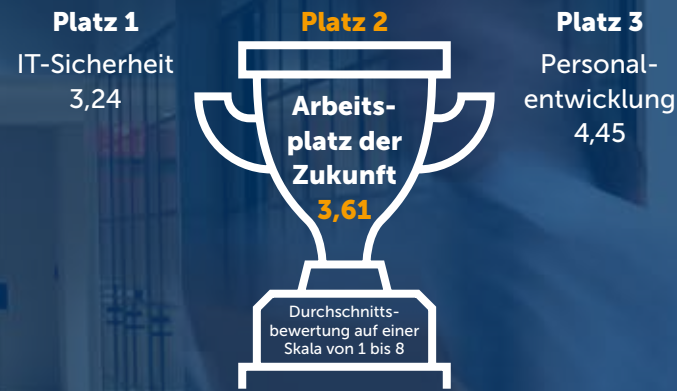 Platz 1
IT-Sicherheit
3,24
Platz 2
Arbeits-
platz der
Zukunft
3,61
Durchschnitts-
bewertung auf einer
Skala von 1 bis 8
Platz 3
Personal-
entwicklung
4,45